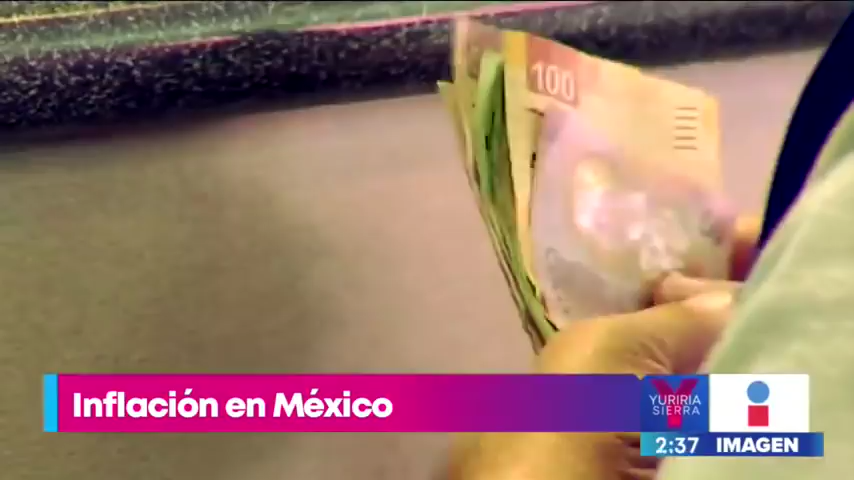 100
Inflación en México
YURIRIA
SIERRA
2:37 IMAGEN